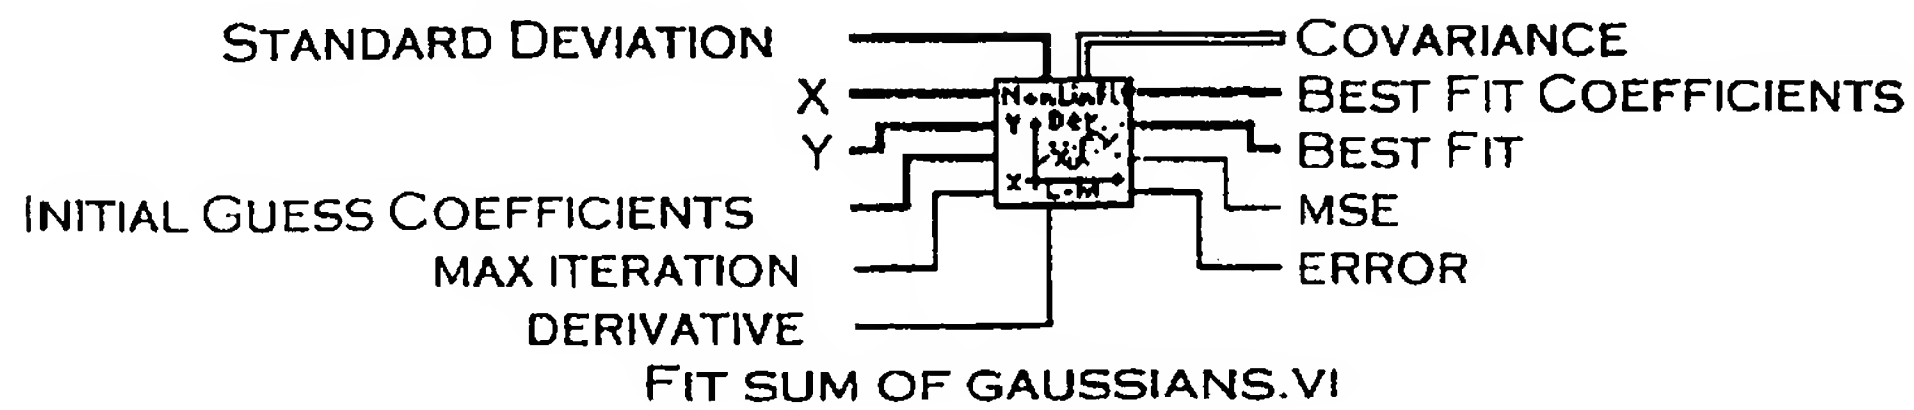 STANDARD DEVIATION
COVARIANCE
X
BEST FIT COEFFICIENTS
Y
BEST FIT
INITIAL GUESS COEFFICIENTS
MSE
MAX ITERATION
ERROR
DERIVATIVE
Y Der.
X L-M
FIT SUM OF GAUSSIANS.VI